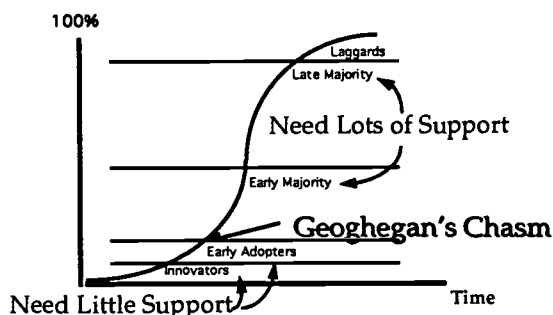 100%
Laggards
Late Majority
Need Lots of Support
Early Majority
Geoghegan's Chasm
Early Adopters
Innovators
Need Little Support
Time